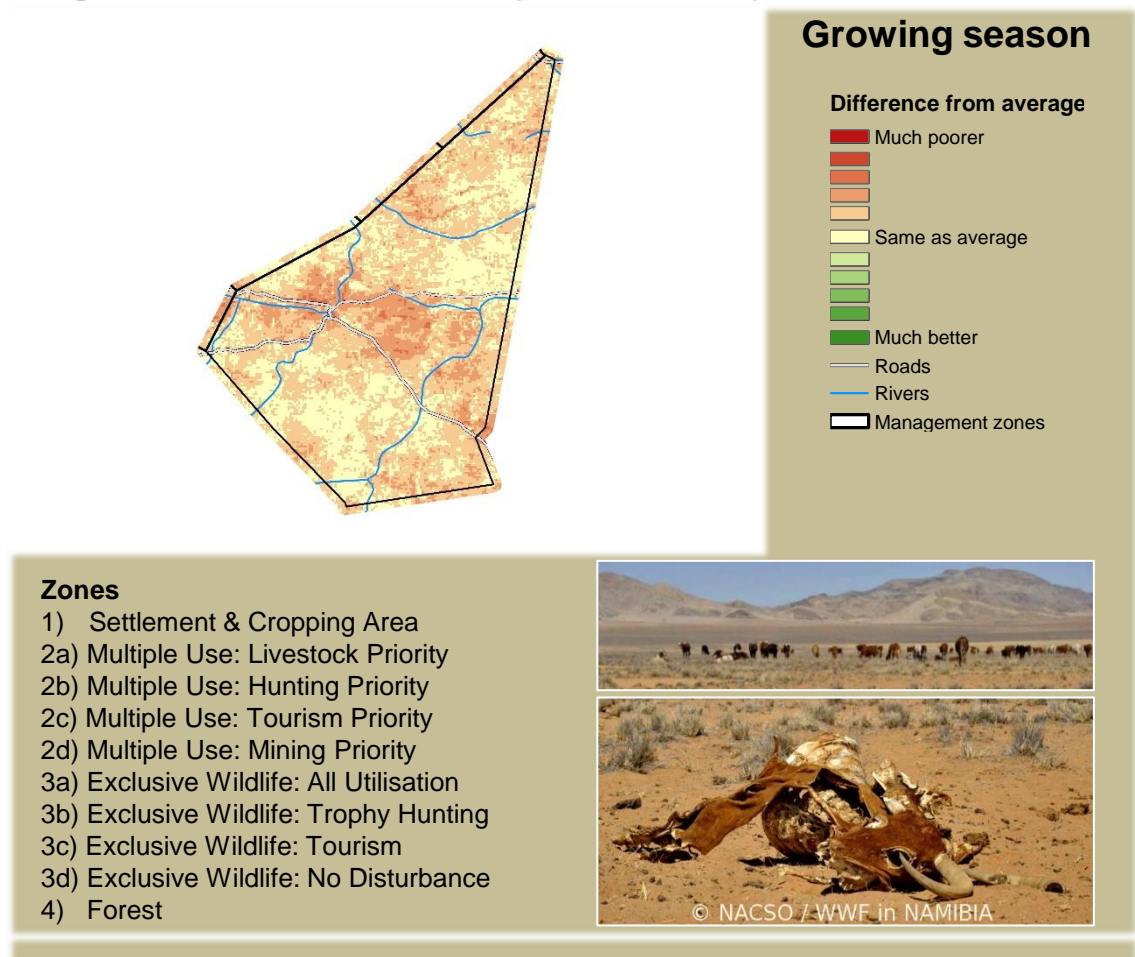 Growing season
Difference from average
Much poorer
Same as average
Much better
Roads
Rivers
Management zones
Zones
1) Settlement & Cropping Area
2a) Multiple Use: Livestock Priority
2b) Multiple Use: Hunting Priority
2c) Multiple Use: Tourism Priority
2d) Multiple Use: Mining Priority
3a) Exclusive Wildlife: All Utilisation
3b) Exclusive Wildlife: Trophy Hunting
3c) Exclusive Wildlife: Tourism
3d) Exclusive Wildlife: No Disturbance
4) Forest
© NACSO / WWF in NAMIBIA